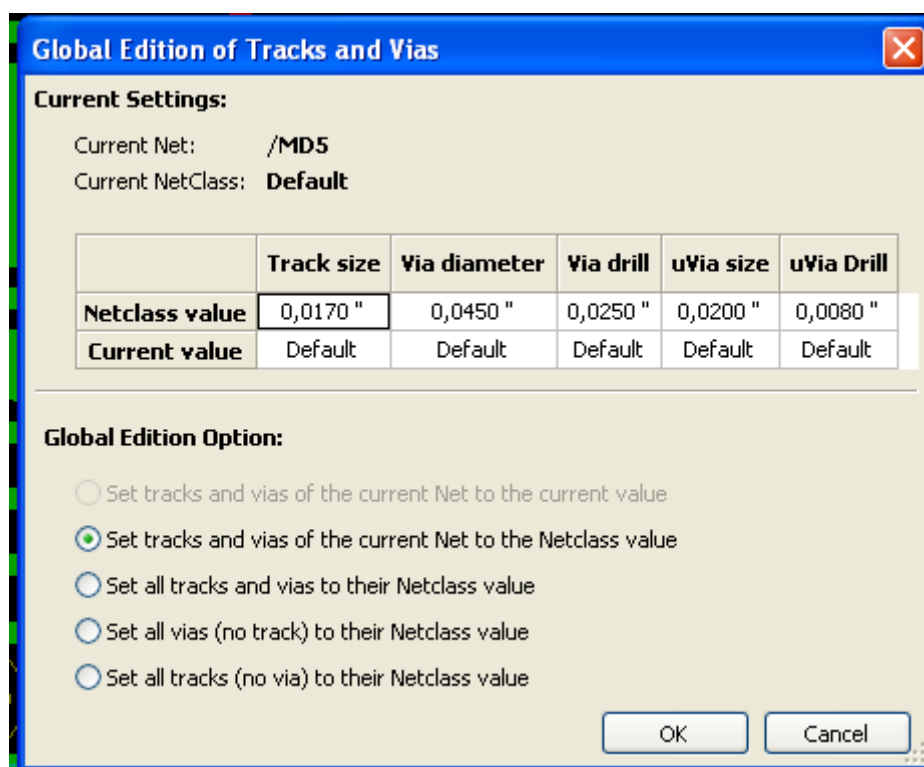 Global Edition of Tracks and Vias
Current Settings:
Current Net: /MD5
Current NetClass: Default
Track size Via diameter Via drill uVia size uVia Drill
Netclass value 0,0170 " 0,0450 " 0,0250 " 0,0200 " 0,0080 "
Current value Default Default Default Default Default
Global Edition Option:
Set tracks and vias of the current Net to the current value
Set tracks and vias of the current Net to the Netclass value
Set all tracks and vias to their Netclass value
Set all vias (no track) to their Netclass value
Set all tracks (no via) to their Netclass value
OK Cancel